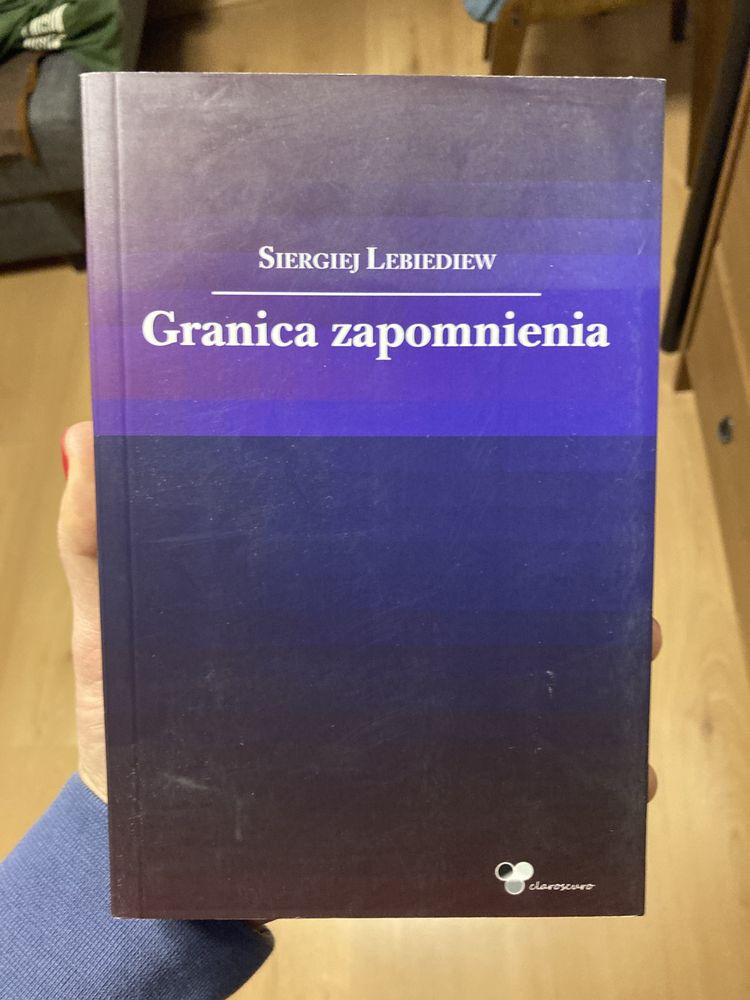 Siergiej Lebiediew
Granica zapomnienia
claroscuro